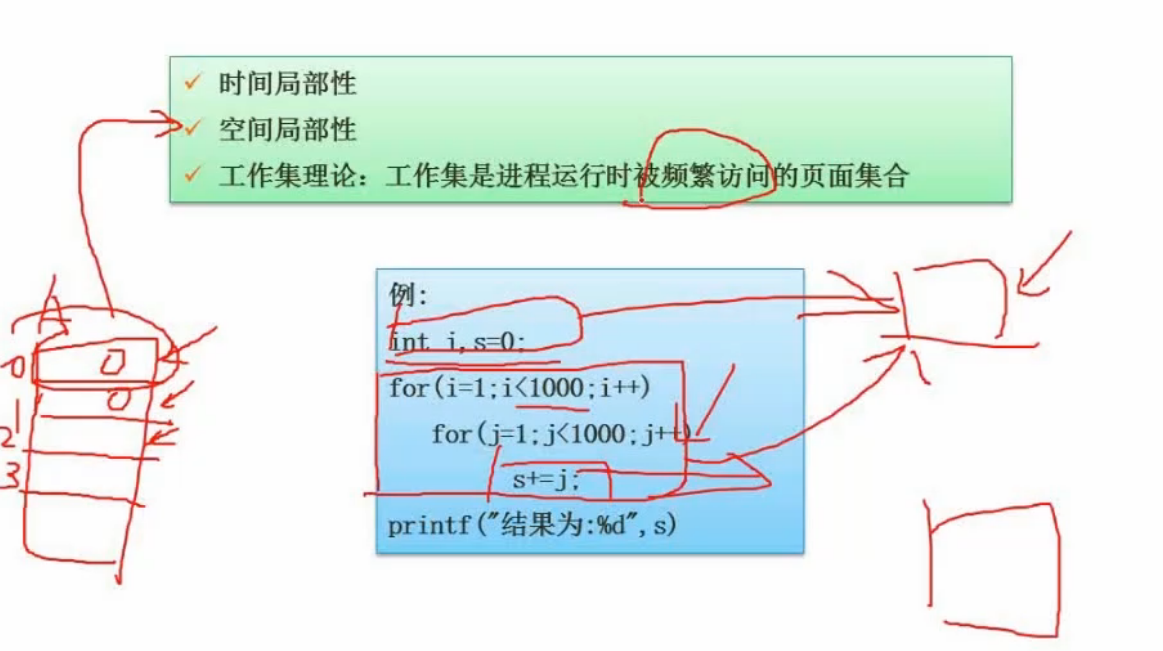 时间局部性
空间局部性
工作集理论：工作集是进程运行时被频繁访问的页面集合
例：
int i,s=0;
for(i=1;i<1000;i++)
for(j=1;j<1000;j++)
s+=j;
printf("结果为:%d",s)
A
0 0
1 0
2
3